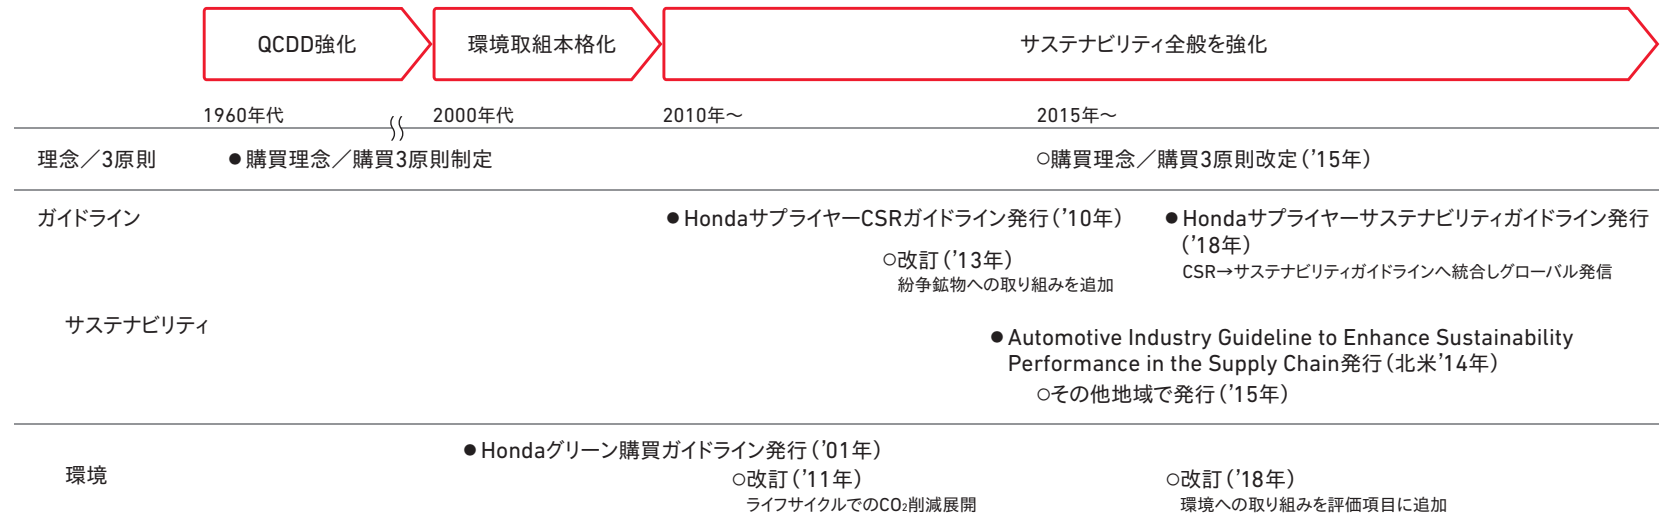 QCDD強化
環境取組本格化
サステナビリティ全般を強化
1960年代
2000年代
2010年～
2015年～
理念／3原則
●購買理念／購買3原則制定
○購買理念／購買3原則改定（’15年）
ガイドライン
●HondaサプライヤーCSRガイドライン発行（’10年）
○改訂（’13年）
紛争鉱物への取り組みを追加
●Hondaサプライヤーサステナビリティガイドライン発行
（’18年）
CSR→サステナビリティガイドラインへ統合しグローバル発信
サステナビリティ
●Automotive Industry Guideline to Enhance Sustainability
Performance in the Supply Chain発行（北米’14年）
○その他地域で発行（’15年）
環境
●Hondaグリーン購買ガイドライン発行（’01年）
○改訂（’11年）
ライフサイクルでのCO₂削減展開
○改訂（’18年）
環境への取り組みを評価項目に追加